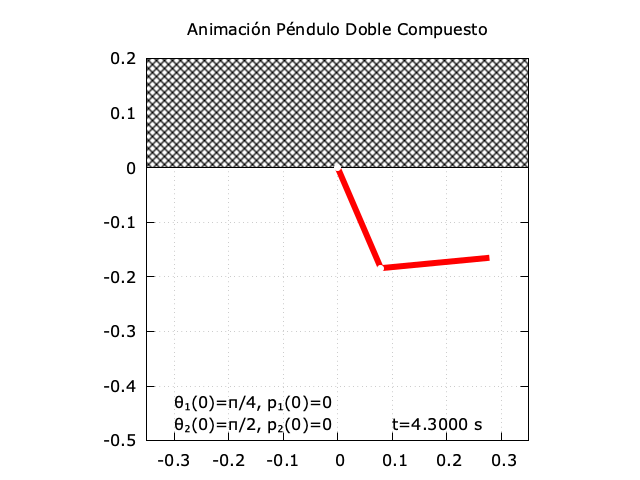 Animación Péndulo Doble Compuesto
0.2
0.1
0
-0.1
-0.2
-0.3
-0.4
-0.5
θ₁(0)=π/4, p₁(0)=0
θ₂(0)=π/2, p₂(0)=0
t=4.3000 s
-0.3 -0.2 -0.1 0 0.1 0.2 0.3